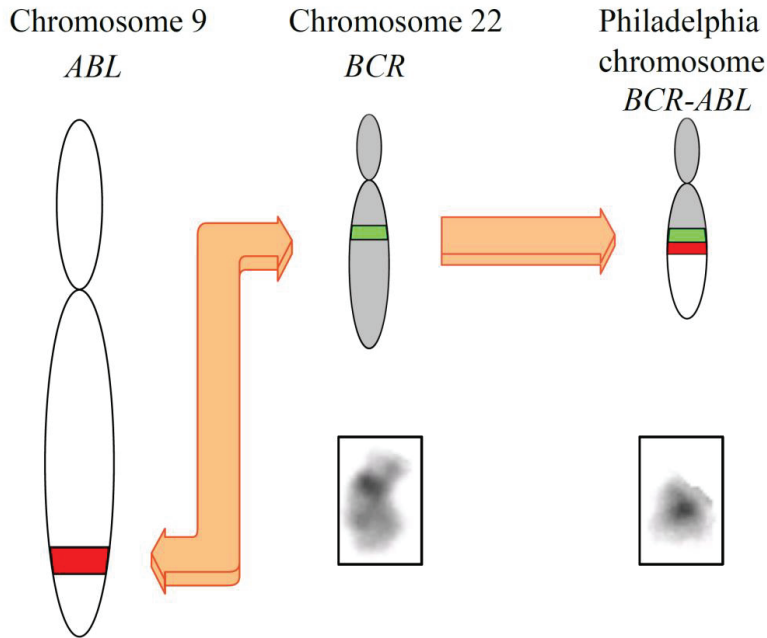 Chromosome 9
ABL
Chromosome 22
BCR
Philadelphia
chromosome
BCR-ABL